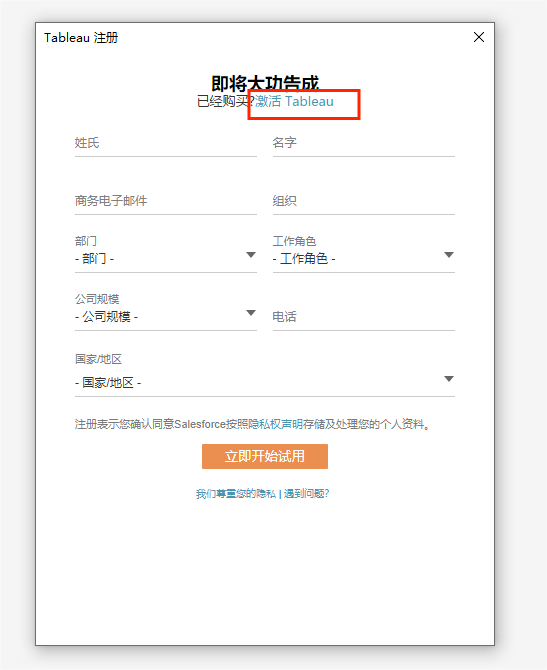 Tableau 注册
即将大功告成
已经购买?激活 Tableau
姓氏 名字
商务电子邮件 组织
部门 工作角色
- 部门 - - 工作角色 -
公司规模
- 公司规模 - 电话
国家/地区
- 国家/地区 -
注册表示您确认同意Salesforce按照隐私权声明存储及处理您的个人资料。
立即开始试用
我们尊重您的隐私 | 遇到问题?